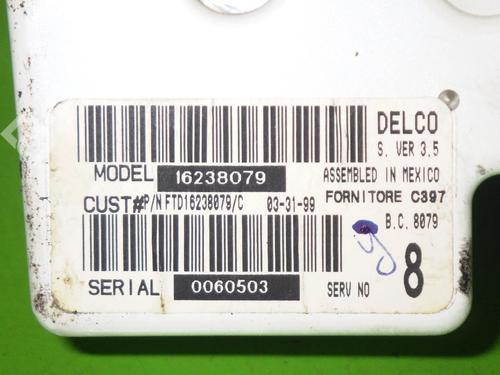 DELCO
S. VER 3.5
MODEL 16238079
ASSEMBLED IN MEXICO
CUST# P/N FTD16238079/C 03-31-99
FORNITORE C397
B.C. 8079
SERIAL 0060503
SERV NO 8